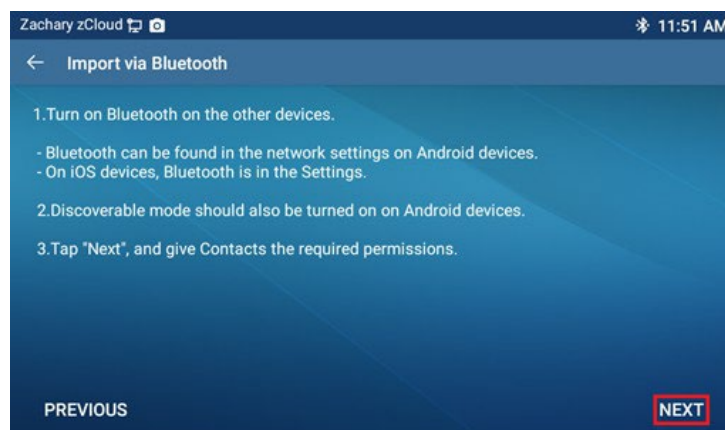 Zachary zCloud
11:51 AM
Import via Bluetooth
1.Turn on Bluetooth on the other devices.
- Bluetooth can be found in the network settings on Android devices.
- On iOS devices, Bluetooth is in the Settings.
2.Discoverable mode should also be turned on on Android devices.
3.Tap "Next", and give Contacts the required permissions.
PREVIOUS
NEXT